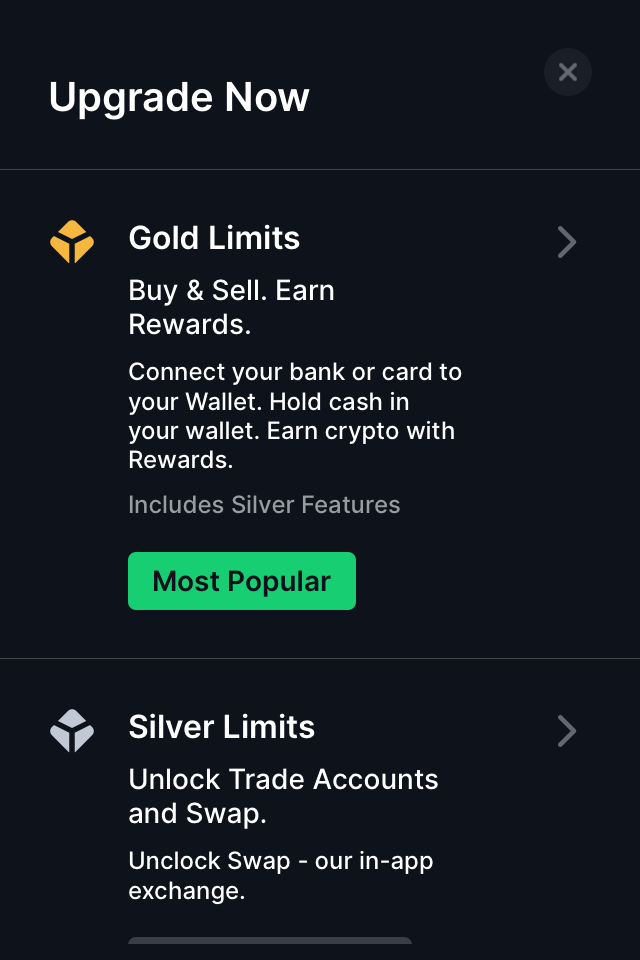 Upgrade Now
Gold Limits
Buy & Sell. Earn
Rewards.
Connect your bank or card to
your Wallet. Hold cash in
your wallet. Earn crypto with
Rewards.
Includes Silver Features
Most Popular
Silver Limits
Unlock Trade Accounts
and Swap.
Unclock Swap - our in-app
exchange.